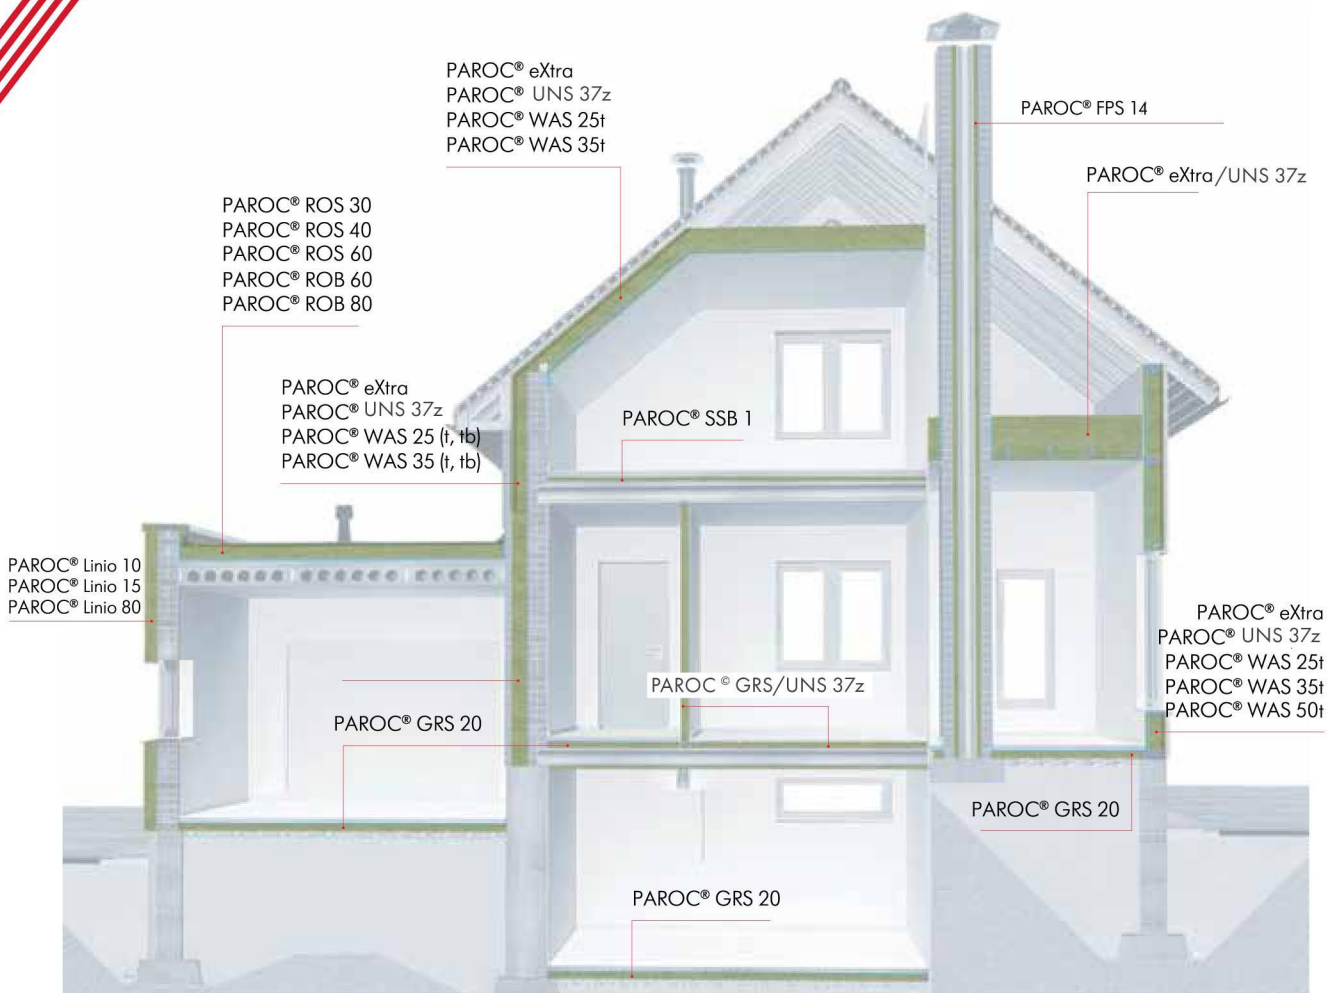 PAROC® eXtra
PAROC® UNS 37z
PAROC® WAS 25t
PAROC® WAS 35t
PAROC® FPS 14
PAROC® eXtra/UNS 37z
PAROC® ROS 30
PAROC® ROS 40
PAROC® ROS 60
PAROC® ROB 60
PAROC® ROB 80
PAROC® eXtra
PAROC® UNS 37z
PAROC® WAS 25 (t, tb)
PAROC® WAS 35 (t, tb)
PAROC® SSB 1
PAROC® Linio 10
PAROC® Linio 15
PAROC® Linio 80
PAROC® eXtra
PAROC® UNS 37z
PAROC® WAS 25t
PAROC® WAS 35t
PAROC® WAS 50t
PAROC © GRS/UNS 37z
PAROC® GRS 20
PAROC® GRS 20
PAROC® GRS 20